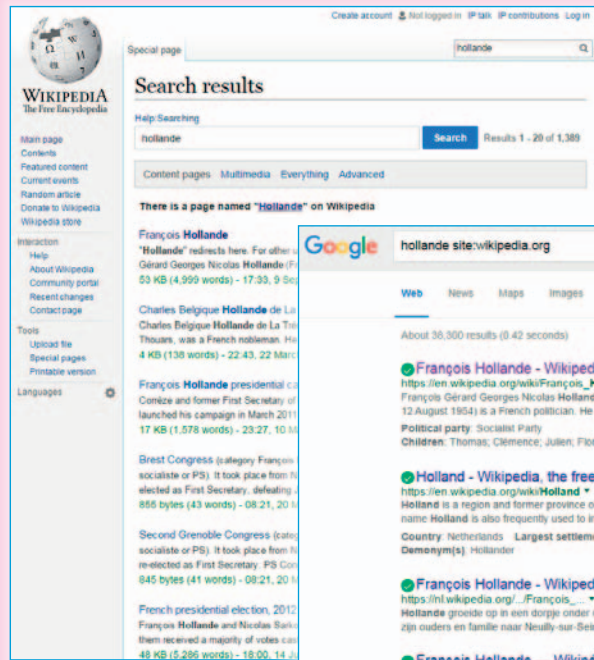 Create account Not logged in IP talk IP contributions Log in
Special page
hollande
WIKIPEDIA
The Free Encyclopedia
Main page
Contents
Featured content
Current events
Random article
Donate to Wikipedia
Wikipedia store
Interaction
Help
About Wikipedia
Community portal
Recent changes
Contact page
Tools
Upload file
Special pages
Printable version
Languages
Search results
Help:Searching
hollande
Search Results 1 - 20 of 1,389
Content pages Multimedia Everything Advanced
There is a page named "Hollande" on Wikipedia
François Hollande
"Hollande" redirects here. For other
Gérard Georges Nicolas Hollande
53 KB (4,999 words) - 17:33, 9
Charles Belgique Hollande de La
Charles Belgique Hollande de La
Thouars, was a French nobleman. He
4 KB (138 words) - 22:43, 22
François Hollande presidential
Corrèze and former First Secretary of
launched his campaign in March 2011
17 KB (1,578 words) - 23:27, 10
Brest Congress (category François
socialiste or PS). It took place from
elected as First Secretary, defeating
855 bytes (43 words) - 08:21, 20
Second Grenoble Congress
socialiste or PS). It took place from
re-elected as First Secretary. PS
845 bytes (41 words) - 08:21, 20
French presidential election, 2012
François Hollande and Nicolas
them received a majority of votes
48 KB (5,286 words) - 18:00, 14
Google
hollande site:wikipedia.org
Web News Maps Images
About 36,300 results (0.42 seconds)
François Hollande - Wikiped
https://en.wikipedia.org/wiki/François_
François Gérard Georges Nicolas
12 August 1954) is a French politician. He
Political party: Socialist Party
Children: Thomas; Clémence; Julien;
Holland - Wikipedia, the free
https://en.wikipedia.org/wiki/Holland
Holland is a region and former province
name Holland is also frequently used to
Country: Netherlands Largest
Demonym(s): Hollander
François Hollande - Wikiped
https://nl.wikipedia.org/.../François_...
Hollande groeide op in een dorpje onder
zijn ouders en familie naar